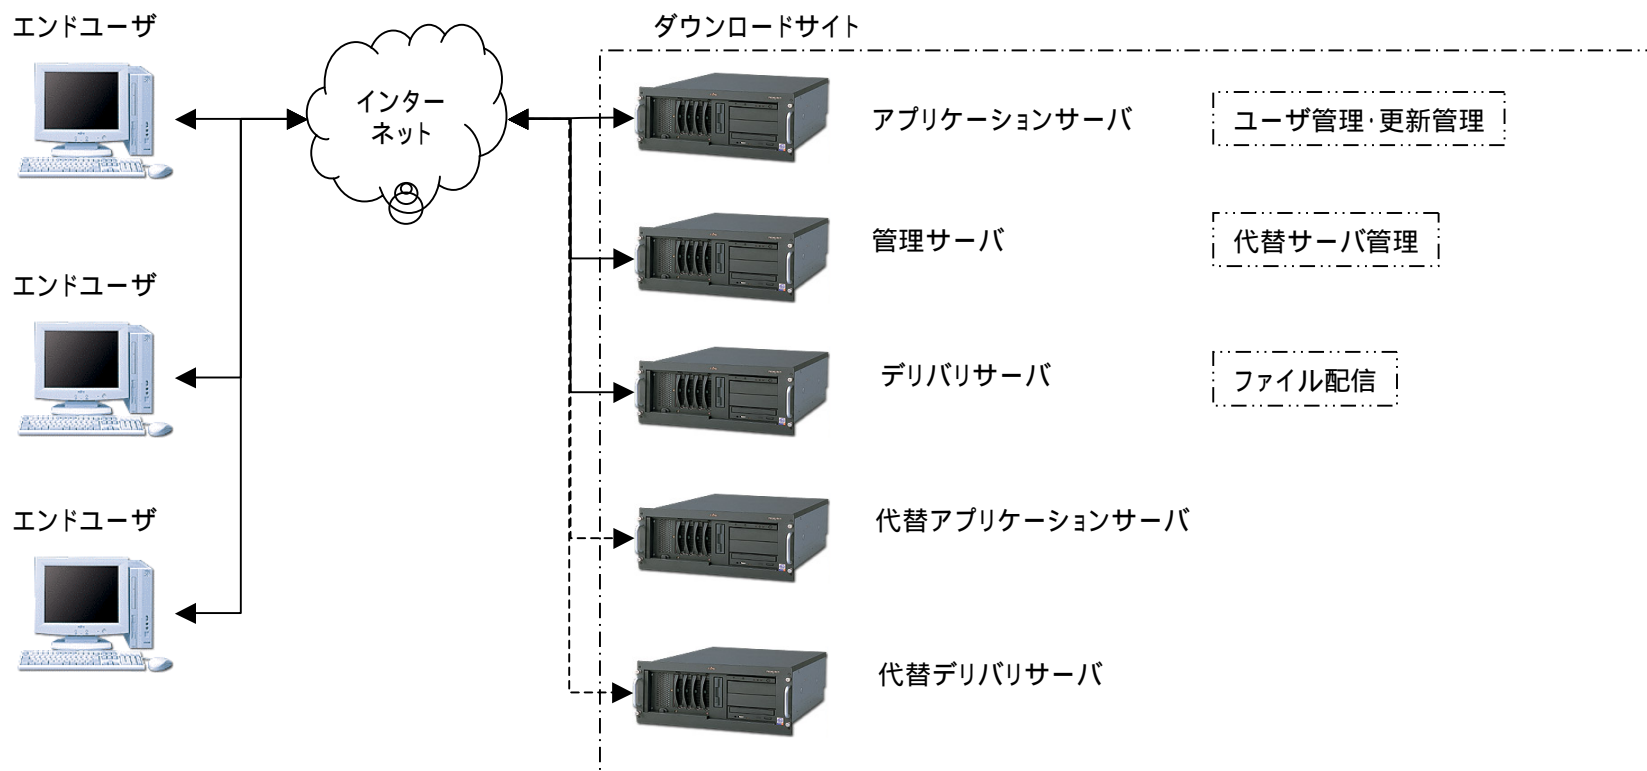 エンドユーザ
ダウンロードサイト
インター
ネット
アプリケーションサーバ
ユーザ管理・更新管理
管理サーバ
代替サーバ管理
エンドユーザ
デリバリサーバ
ファイル配信
エンドユーザ
代替アプリケーションサーバ
代替デリバリサーバ